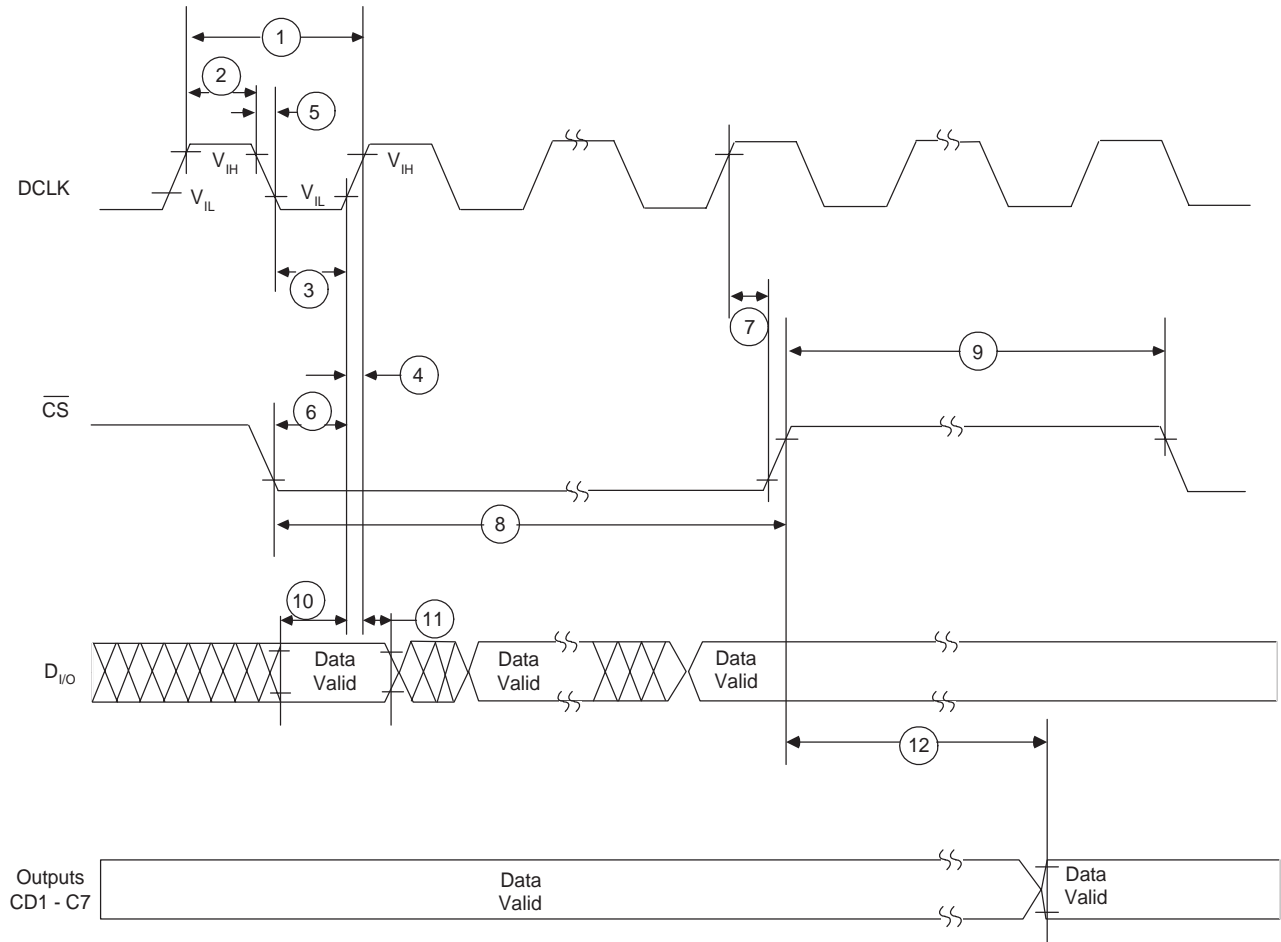 1
2
5
V_IH
V_IH
DCLK
V_IL
V_IL
3
7
9
4
CS
6
8
10
11
D_I/O
Data
Valid
Data
Valid
Data
Valid
12
Outputs
CD1 - C7
Data
Valid
Data
Valid